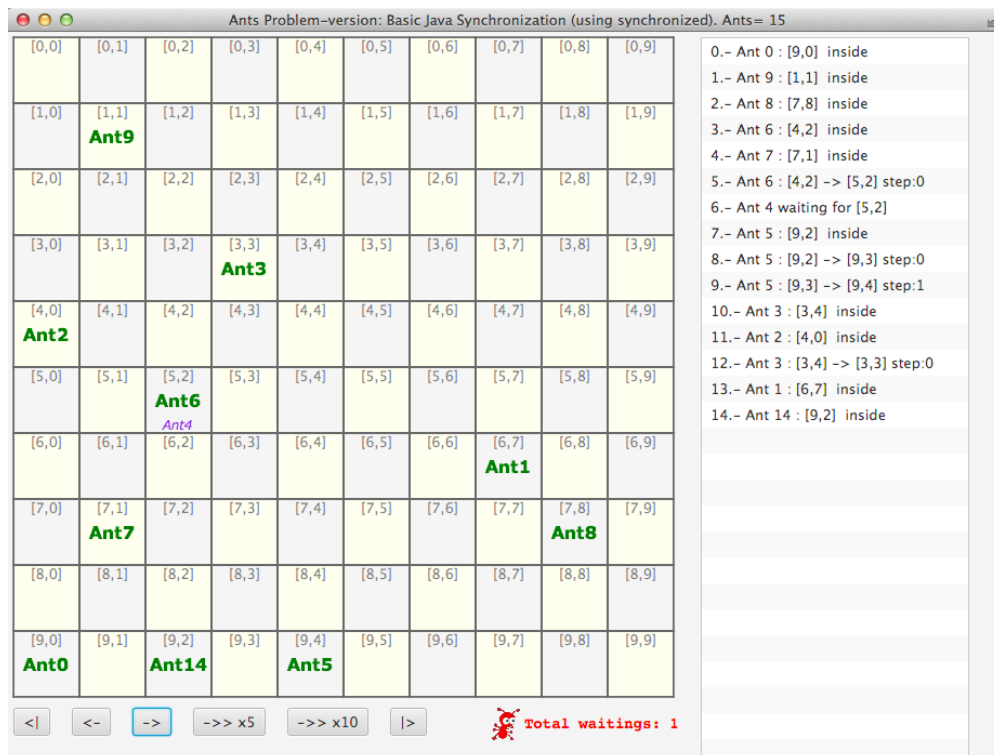 Ants Problem-version: Basic Java Synchronization (using synchronized). Ants= 15
[0,0] [0,1] [0,2] [0,3] [0,4] [0,5] [0,6] [0,7] [0,8] [0,9]
[1,0] [1,1] [1,2] [1,3] [1,4] [1,5] [1,6] [1,7] [1,8] [1,9]
Ant9
[2,0] [2,1] [2,2] [2,3] [2,4] [2,5] [2,6] [2,7] [2,8] [2,9]
[3,0] [3,1] [3,2] [3,3] [3,4] [3,5] [3,6] [3,7] [3,8] [3,9]
Ant3
[4,0] [4,1] [4,2] [4,3] [4,4] [4,5] [4,6] [4,7] [4,8] [4,9]
Ant2
[5,0] [5,1] [5,2] [5,3] [5,4] [5,5] [5,6] [5,7] [5,8] [5,9]
Ant6
Ant4
[6,0] [6,1] [6,2] [6,3] [6,4] [6,5] [6,6] [6,7] [6,8] [6,9]
Ant1
[7,0] [7,1] [7,2] [7,3] [7,4] [7,5] [7,6] [7,7] [7,8] [7,9]
Ant7 Ant8
[8,0] [8,1] [8,2] [8,3] [8,4] [8,5] [8,6] [8,7] [8,8] [8,9]
[9,0] [9,1] [9,2] [9,3] [9,4] [9,5] [9,6] [9,7] [9,8] [9,9]
Ant0 Ant14 Ant5
<| <- -> ->> x5 ->> x10 |> Total waitings: 1
0.- Ant 0 : [9,0] inside
1.- Ant 9 : [1,1] inside
2.- Ant 8 : [7,8] inside
3.- Ant 6 : [4,2] inside
4.- Ant 7 : [7,1] inside
5.- Ant 6 : [4,2] -> [5,2] step:0
6.- Ant 4 waiting for [5,2]
7.- Ant 5 : [9,2] inside
8.- Ant 5 : [9,2] -> [9,3] step:0
9.- Ant 5 : [9,3] -> [9,4] step:1
10.- Ant 3 : [3,4] inside
11.- Ant 2 : [4,0] inside
12.- Ant 3 : [3,4] -> [3,3] step:0
13.- Ant 1 : [6,7] inside
14.- Ant 14 : [9,2] inside